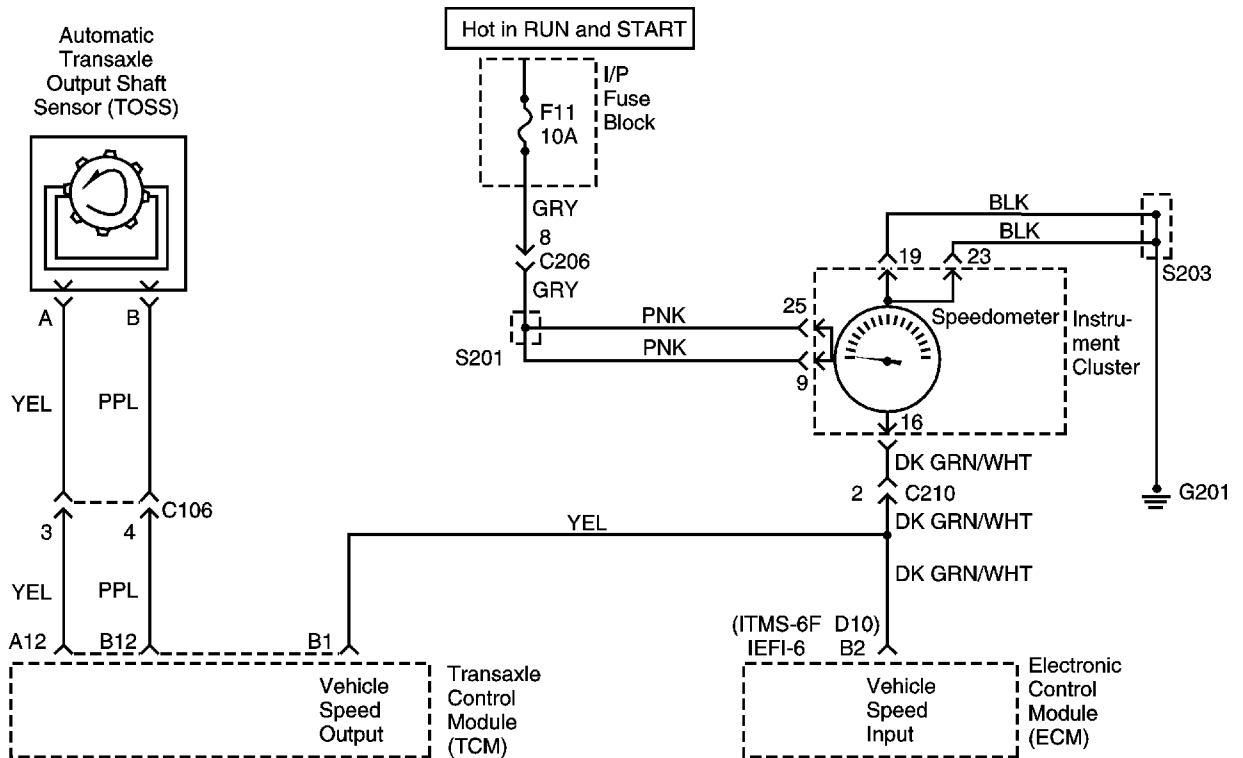 Hot in RUN and START
Automatic
Transaxle
Output Shaft
Sensor (TOSS)
I/P
Fuse
Block
F11
10A
GRY
8
C206
GRY
S201
PNK
PNK
25
9
BLK
BLK
19
23
S203
Speedometer
Instru-
ment
Cluster
16
DK GRN/WHT
2
C210
DK GRN/WHT
DK GRN/WHT
G201
A
B
YEL
PPL
C106
3
4
YEL
PPL
YEL
A12
B12
B1
(ITMS-6F D10)
IEFI-6 B2
Vehicle
Speed
Output
Transaxle
Control
Module
(TCM)
Vehicle
Speed
Input
Electronic
Control
Module
(ECM)